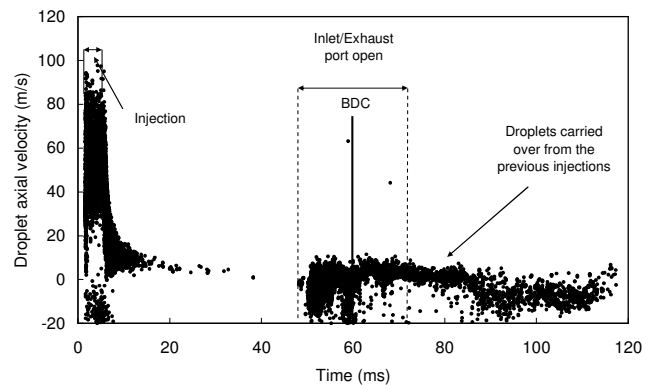 120
100
80
60
40
20
0
-20
Droplet axial velocity (m/s)
Injection
Inlet/Exhaust
port open
BDC
Droplets carried
over from the
previous injections
0
20
40
60
80
100
120
Time (ms)